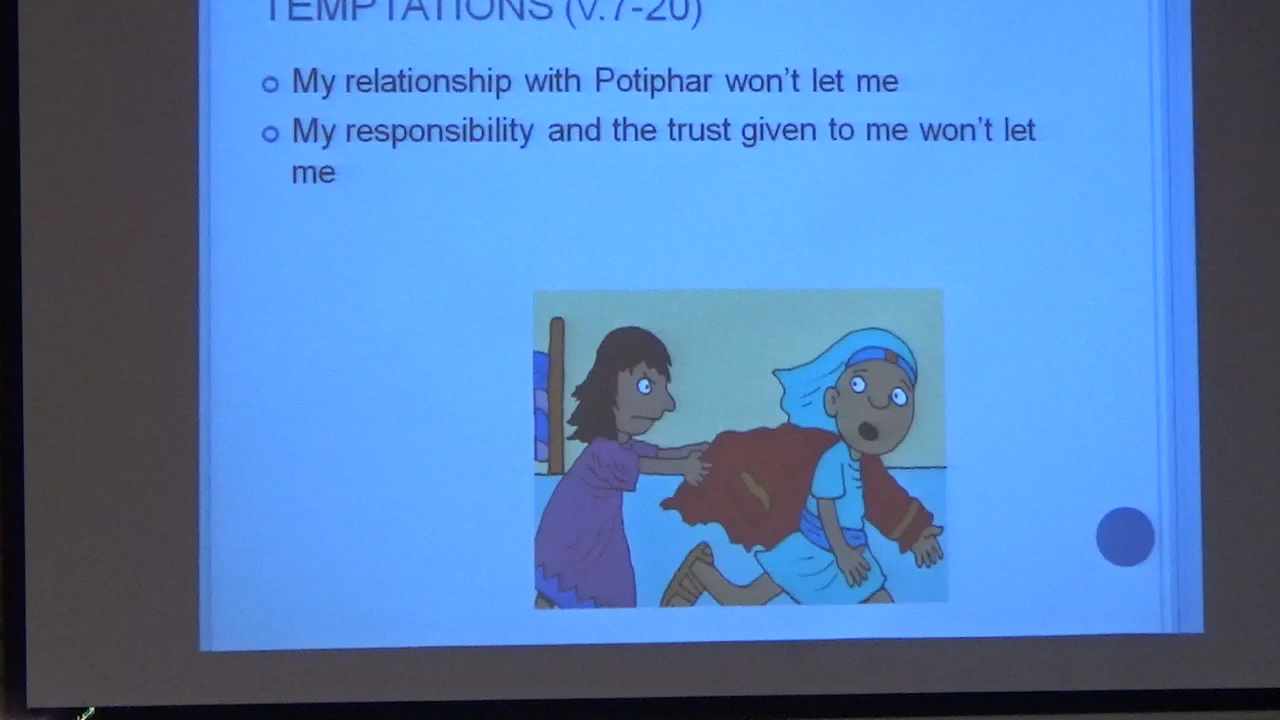 TEMPTATIONS (V.7-20)
My relationship with Potiphar won't let me
My responsibility and the trust given to me won't let
me